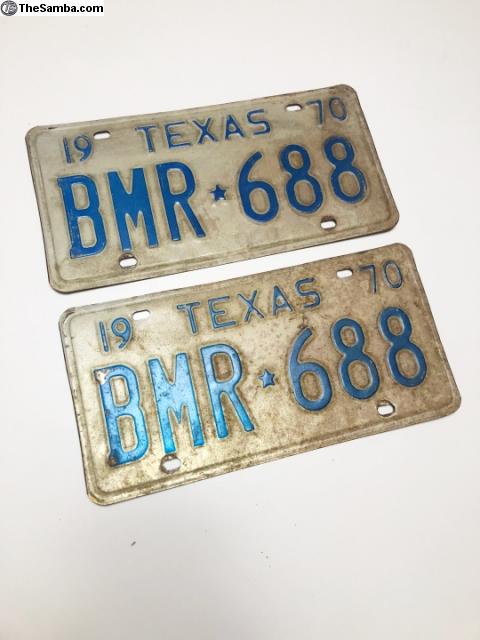 TheSamba.com
19 TEXAS 70
BMR★688
19 TEXAS 70
BMR★688